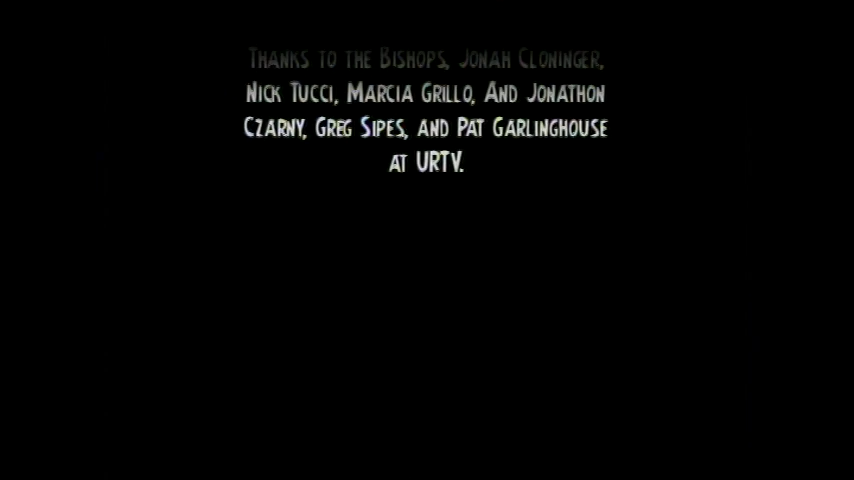 Thanks to the Bishops, Jonah Cloninger,
Nick Tucci, Marcia Grillo, And Jonathon
Czarny, Greg Sipes, and Pat Garlinghouse
at URTV.